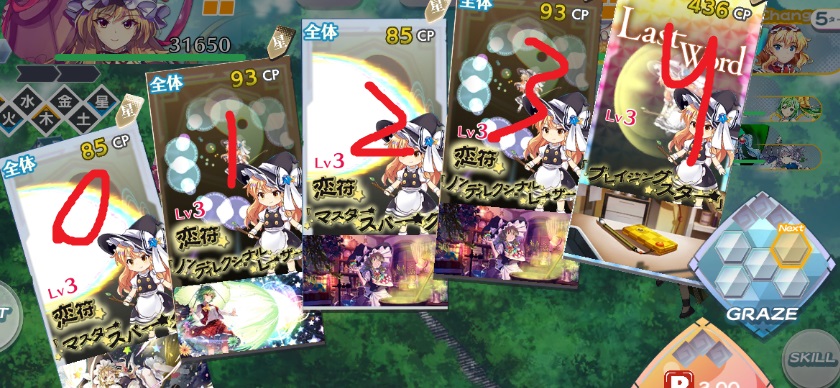 31650
水 金 星
火 木 土
全体
85 CP
0
Lv3
恋符
「マスタースパー
星
全体
93 CP
1
Lv3
恋符
「ノンディレクショナルレーザー
星
全体
85 CP
2
Lv3
恋符
「マスタースパーク
全体
93 CP
3
Lv3
恋符
ノンディレクショナルレーザー
星
436 CP
Last Word
4
Lv3
ブレイジングスター」
Chang
5
Next
GRAZE
T
SKILL
P